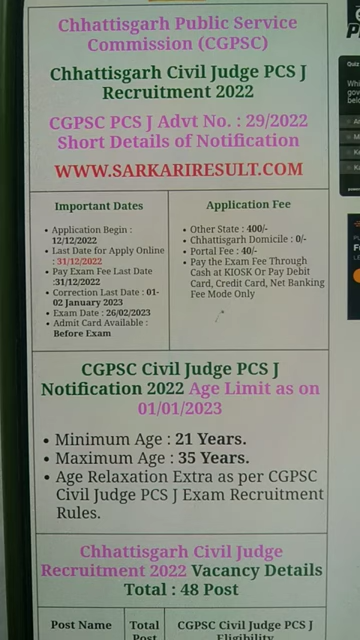 Chhattisgarh Public Service
Commission (CGPSC)
Chhattisgarh Civil Judge PCS J
Recruitment 2022
CGPSC PCS J Advt No. : 29/2022
Short Details of Notification
WWW.SARKARIRESULT.COM
Important Dates
• Application Begin :
12/12/2022
• Last Date for Apply Online
: 31/12/2022
• Pay Exam Fee Last Date
:31/12/2022
• Correction Last Date : 01-
02 January 2023
• Exam Date : 26/02/2023
• Admit Card Available :
Before Exam
Application Fee
• Other State : 400/-
• Chhattisgarh Domicile : 0/-
• Portal Fee : 40/-
• Pay the Exam Fee Through
Cash at KIOSK Or Pay Debit
Card, Credit Card, Net Banking
Fee Mode Only
CGPSC Civil Judge PCS J
Notification 2022 Age Limit as on
01/01/2023
• Minimum Age : 21 Years.
• Maximum Age : 35 Years.
• Age Relaxation Extra as per CGPSC
Civil Judge PCS J Exam Recruitment
Rules.
Chhattisgarh Civil Judge
Recruitment 2022 Vacancy Details
Total : 48 Post
Post Name
Total
Post
CGPSC Civil Judge PCS J
Eligibility
Quiz